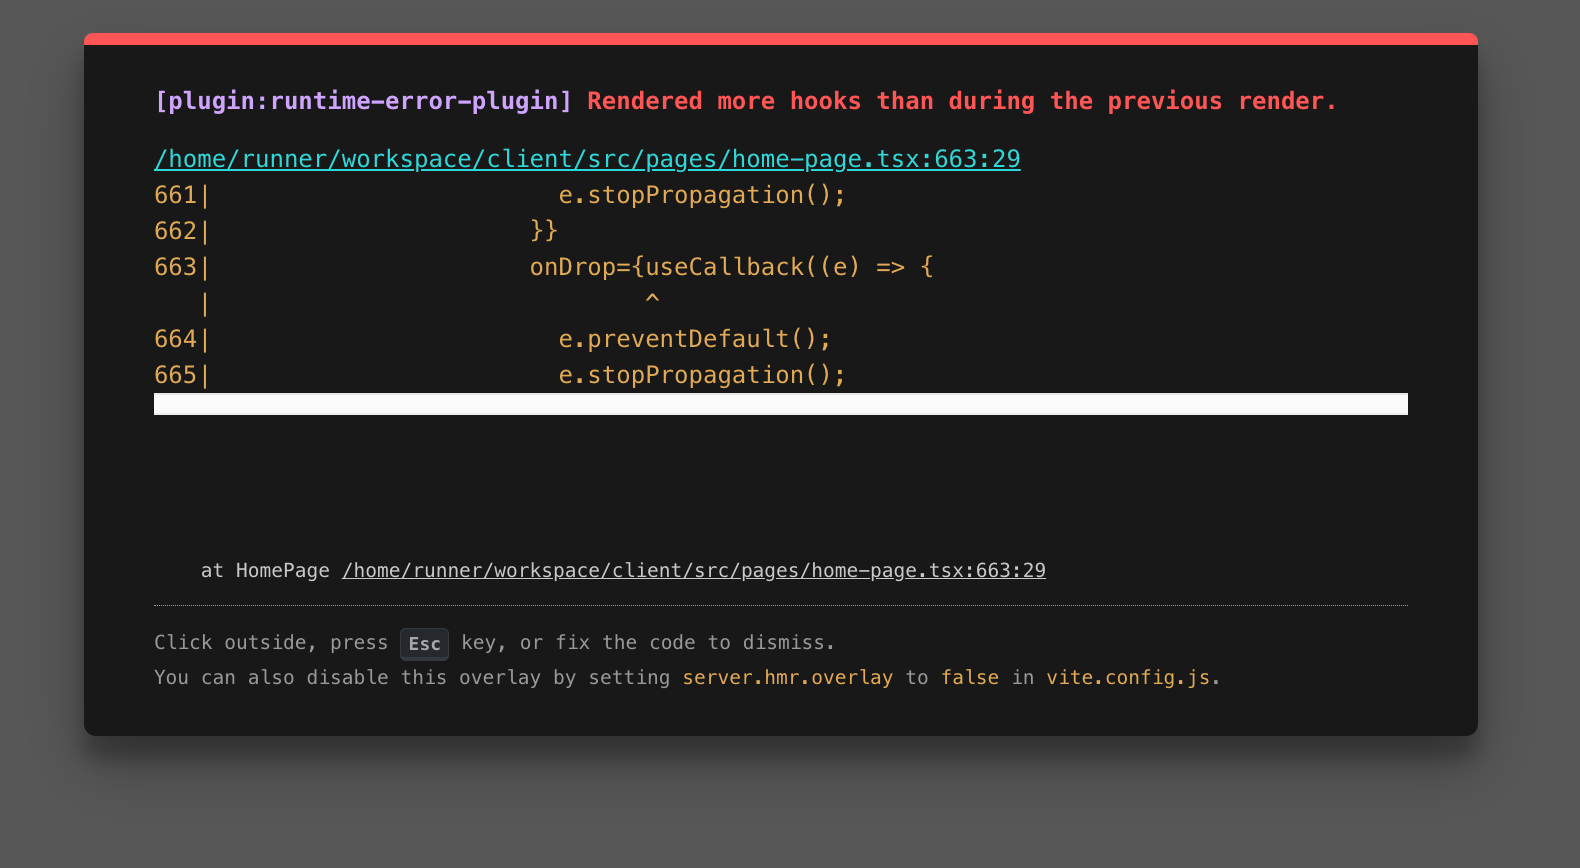 [plugin:runtime-error-plugin] Rendered more hooks than during the previous render.
/home/runner/workspace/client/src/pages/home-page.tsx:663:29
661|                        e.stopPropagation();
662|                      }}
663|                      onDrop={useCallback((e) => {
   |                              ^
664|                        e.preventDefault();
665|                        e.stopPropagation();
    at HomePage /home/runner/workspace/client/src/pages/home-page.tsx:663:29
Click outside, press Esc key, or fix the code to dismiss.
You can also disable this overlay by setting server.hmr.overlay to false in vite.config.js.